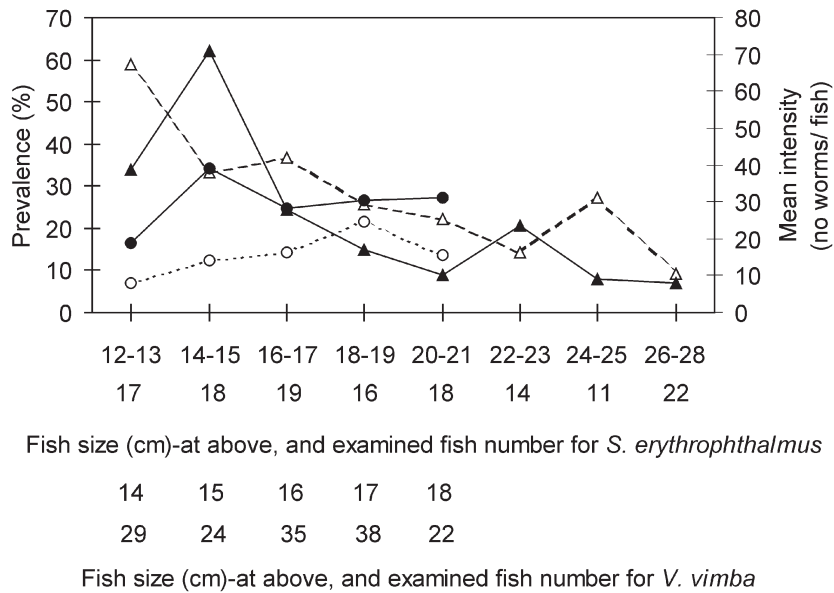 70
60
50
40
30
20
10
0
Prevalence (%)
80
70
60
50
40
30
20
10
0
Mean intensity
(no worms/ fish)
12-13 14-15 16-17 18-19 20-21 22-23 24-25 26-28
17 18 19 16 18 14 11 22
Fish size (cm)-at above, and examined fish number for S. erythrophthalmus
14 15 16 17 18
29 24 35 38 22
Fish size (cm)-at above, and examined fish number for V. vimba